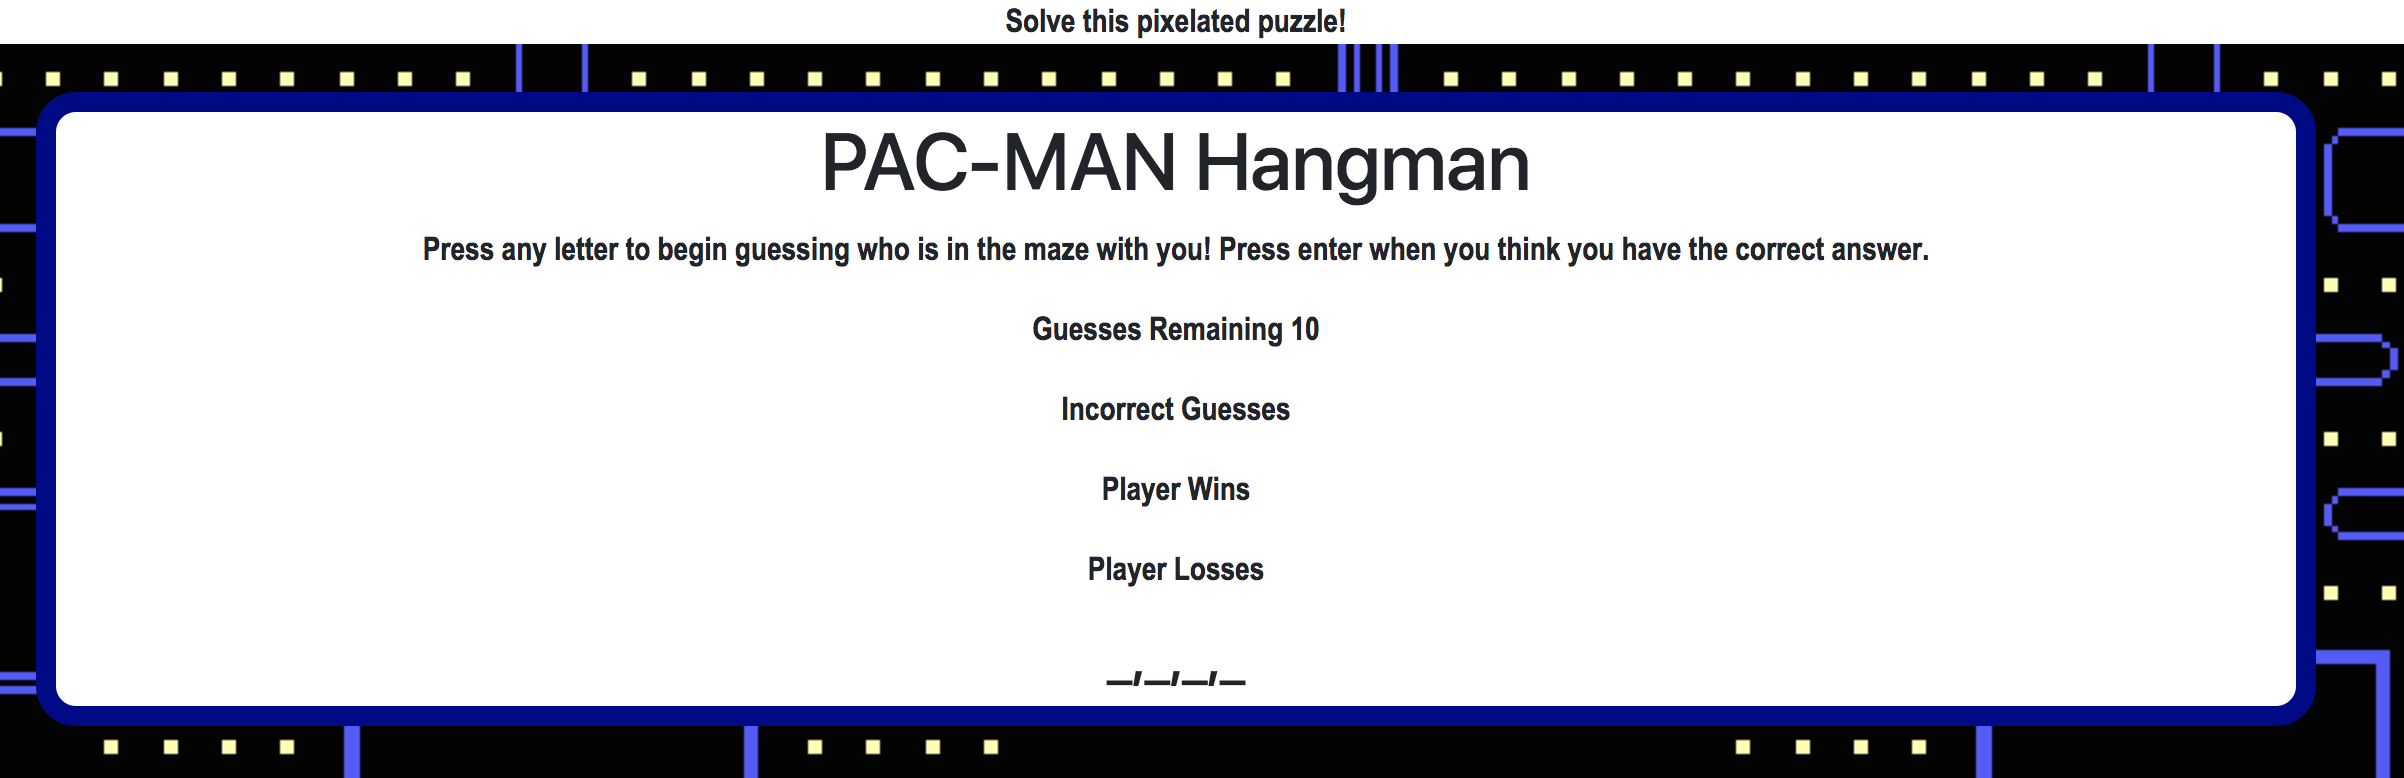 Solve this pixelated puzzle!
PAC-MAN Hangman
Press any letter to begin guessing who is in the maze with you! Press enter when you think you have the correct answer.
Guesses Remaining 10
Incorrect Guesses
Player Wins
Player Losses
_,_,_,_